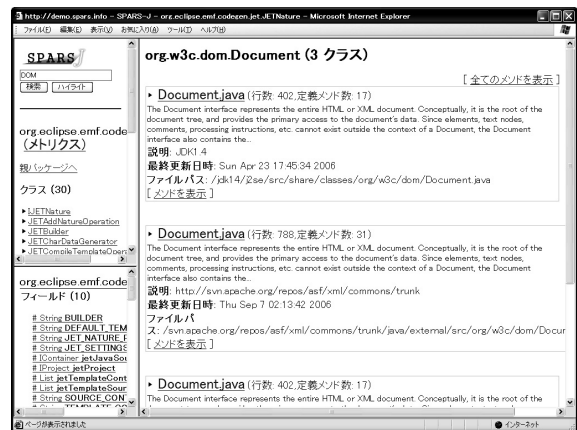 http://demo.spars.info - SPARS-J - org.eclipse.emf.codegen.jet.JETNature - Microsoft Internet Explorer
ファイル(F) 編集(E) 表示(V) お気に入り(A) ツール(T) ヘルプ(H)
SPARS
DOM
検索 ハイライト
org.eclipse.emf.code
(メトリクス)
親パッケージへ
クラス (30)
IJETNature
JETAddNatureOperation
JETBuilder
JETCharDataGenerator
JETCompileTemplateOper
org.eclipse.emf.code
フィールド (10)
# String BUILDER
# String DEFAULT_TEM
# String JET_NATURE_P
# String JET_SETTINGS
# IContainer jetJavaSou
# IProject jetProject
# List jetTemplateCont
# List jetTemplateSour
# String SOURCE_CON
org.w3c.dom.Document (3 クラス)
[ 全てのメソドを表示 ]
Document.java (行数: 402,定義メソド数: 17)
The Document interface represents the entire HTML or XML document. Conceptually, it is the root of the
document tree, and provides the primary access to the document's data. Since elements, text nodes,
comments, processing instructions, etc. cannot exist outside the context of a Document, the Document
interface also contains the...
説明: JDK1.4
最終更新日時: Sun Apr 23 17:45:34 2006
ファイルパス: /jdk14/j2se/src/share/classes/org/w3c/dom/Document.java
[ メソドを表示 ]
Document.java (行数: 788,定義メソド数: 31)
The Document interface represents the entire HTML or XML document. Conceptually, it is the root of the
document tree, and provides the primary access to the document's data. Since elements, text nodes,
comments, processing instructions, etc. cannot exist outside the context of a Document, the Document
interface also contains the...
説明: http://svn.apache.org/repos/asf/xml/commons/trunk
最終更新日時: Thu Sep 7 02:13:42 2006
ファイルパ
ス: /svn.apache.org/repos/asf/xml/commons/trunk/java/external/src/org/w3c/dom/Docur
[ メソドを表示 ]
Document.java (行数: 402,定義メソド数: 17)
The Document interface represents the entire HTML or XML document. Conceptually, it is the root of the
ページが表示されました
インターネット